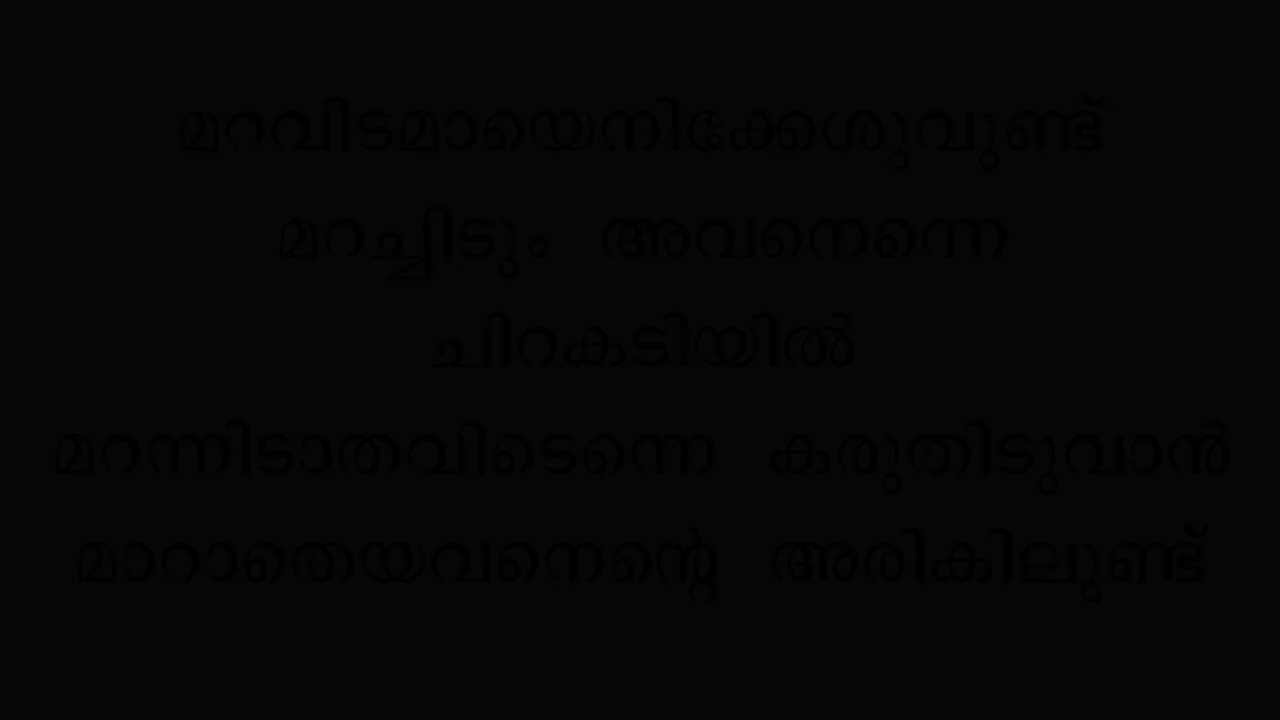 മറവിടമായെനിക്കേശുവുണ്ട്
മറച്ചിടും അവനെന്നെ
ചിറകടിയിൽ
മറന്നിടാതവിടെന്നെ കരുതിടുവാൻ
മാറാതെയവനെന്റെ അരികിലുണ്ട്